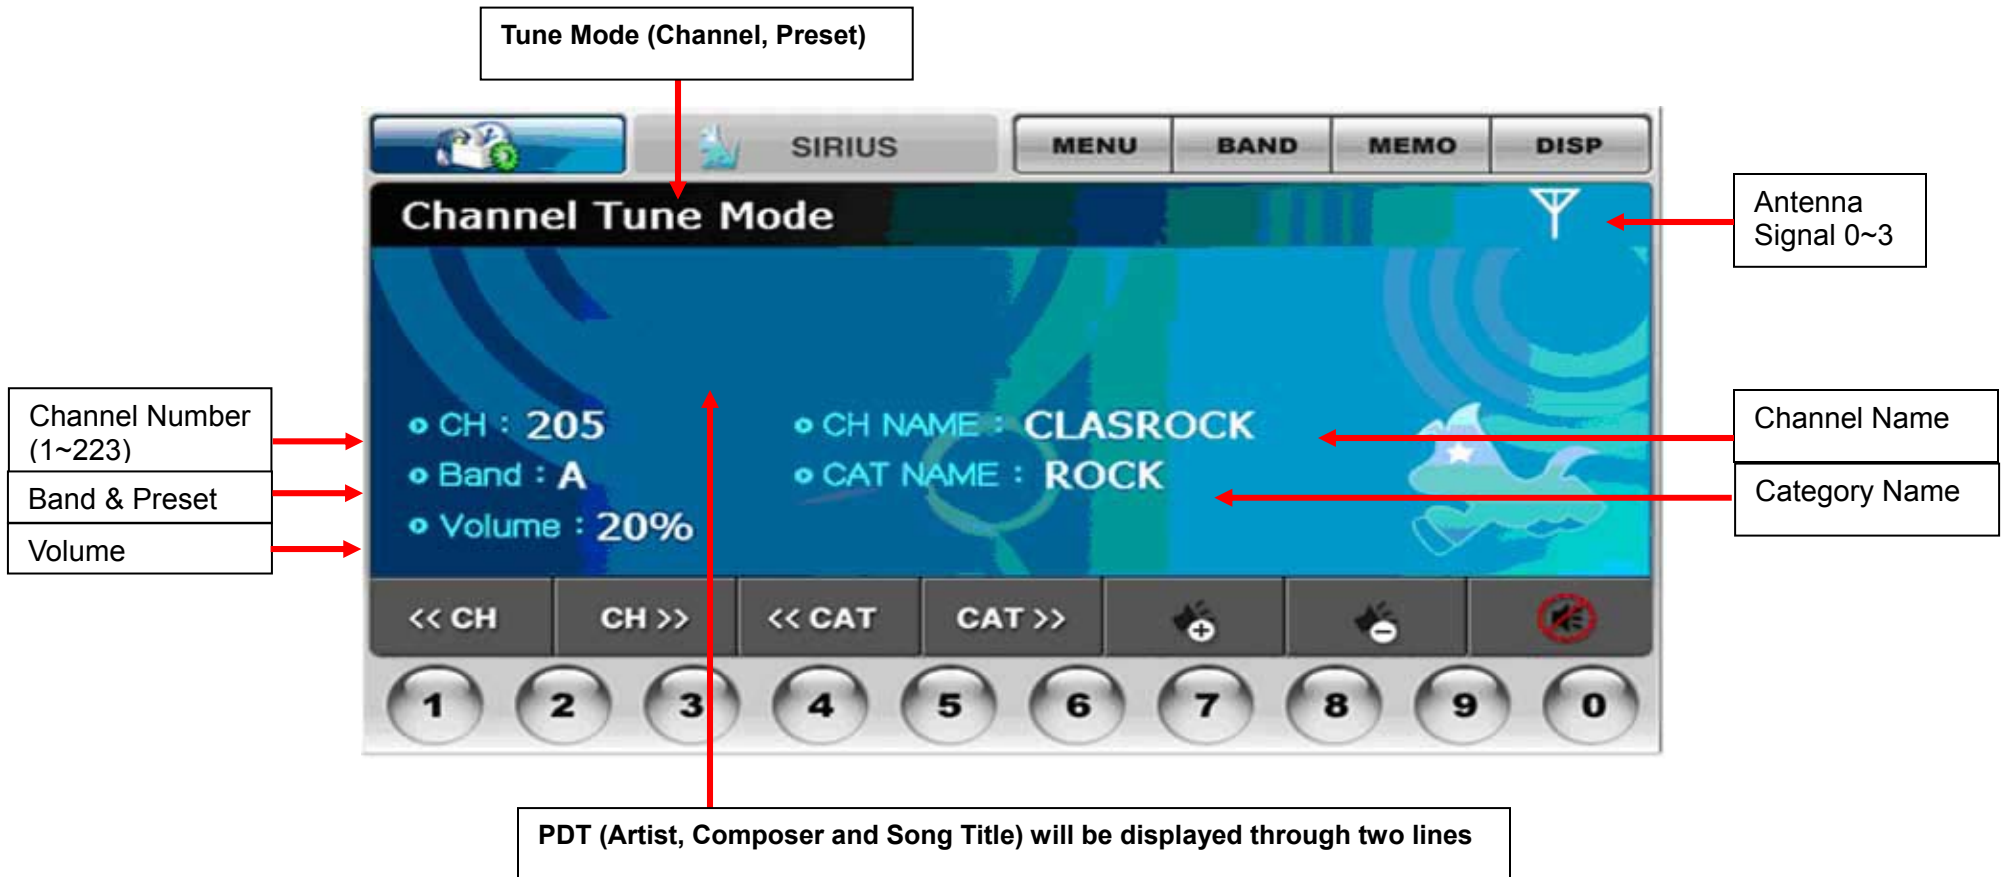 Tune Mode (Channel, Preset)
SIRIUS
MENU
BAND
MEMO
DISP
Channel Tune Mode
Antenna
Signal 0~3
Channel Number
(1~223)
Band & Preset
Volume
CH : 205
Band : A
Volume : 20%
CH NAME : CLASROCK
CAT NAME : ROCK
Channel Name
Category Name
<< CH
CH >>
<< CAT
CAT >>
1
2
3
4
5
6
7
8
9
0
PDT (Artist, Composer and Song Title) will be displayed through two lines